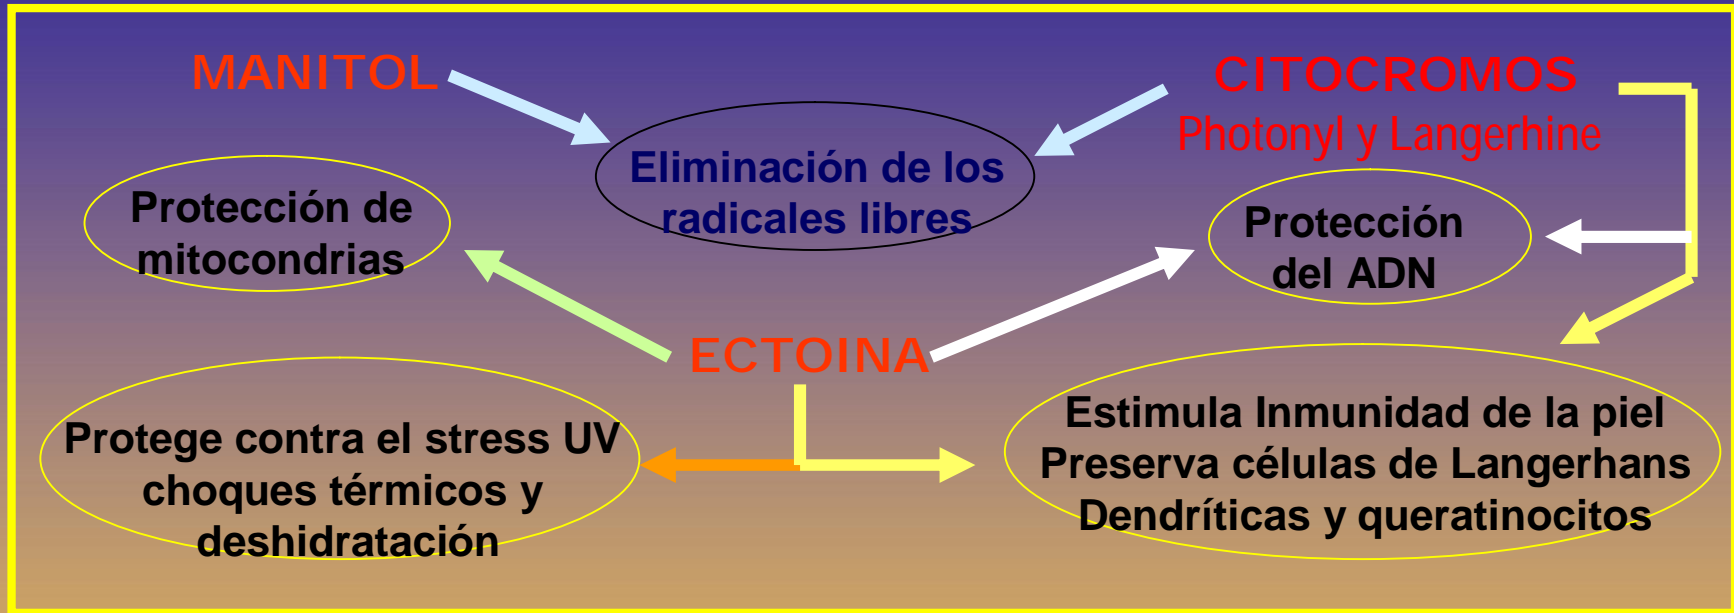 MANITOL
CITOCROMOS
Photonyl y Langerhine
Eliminación de los
radicales libres
Protección de
mitocondrias
Protección
del ADN
ECTOINA
Protege contra el stress UV
choques térmicos y
deshidratación
Estimula Inmunidad de la piel
Preserva células de Langerhans
Dendríticas y queratinocitos